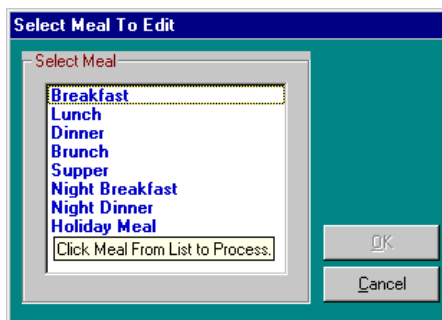 Select Meal To Edit
Select Meal
Breakfast
Lunch
Dinner
Brunch
Supper
Night Breakfast
Night Dinner
Holiday Meal
Click Meal From List to Process.
OK
Cancel